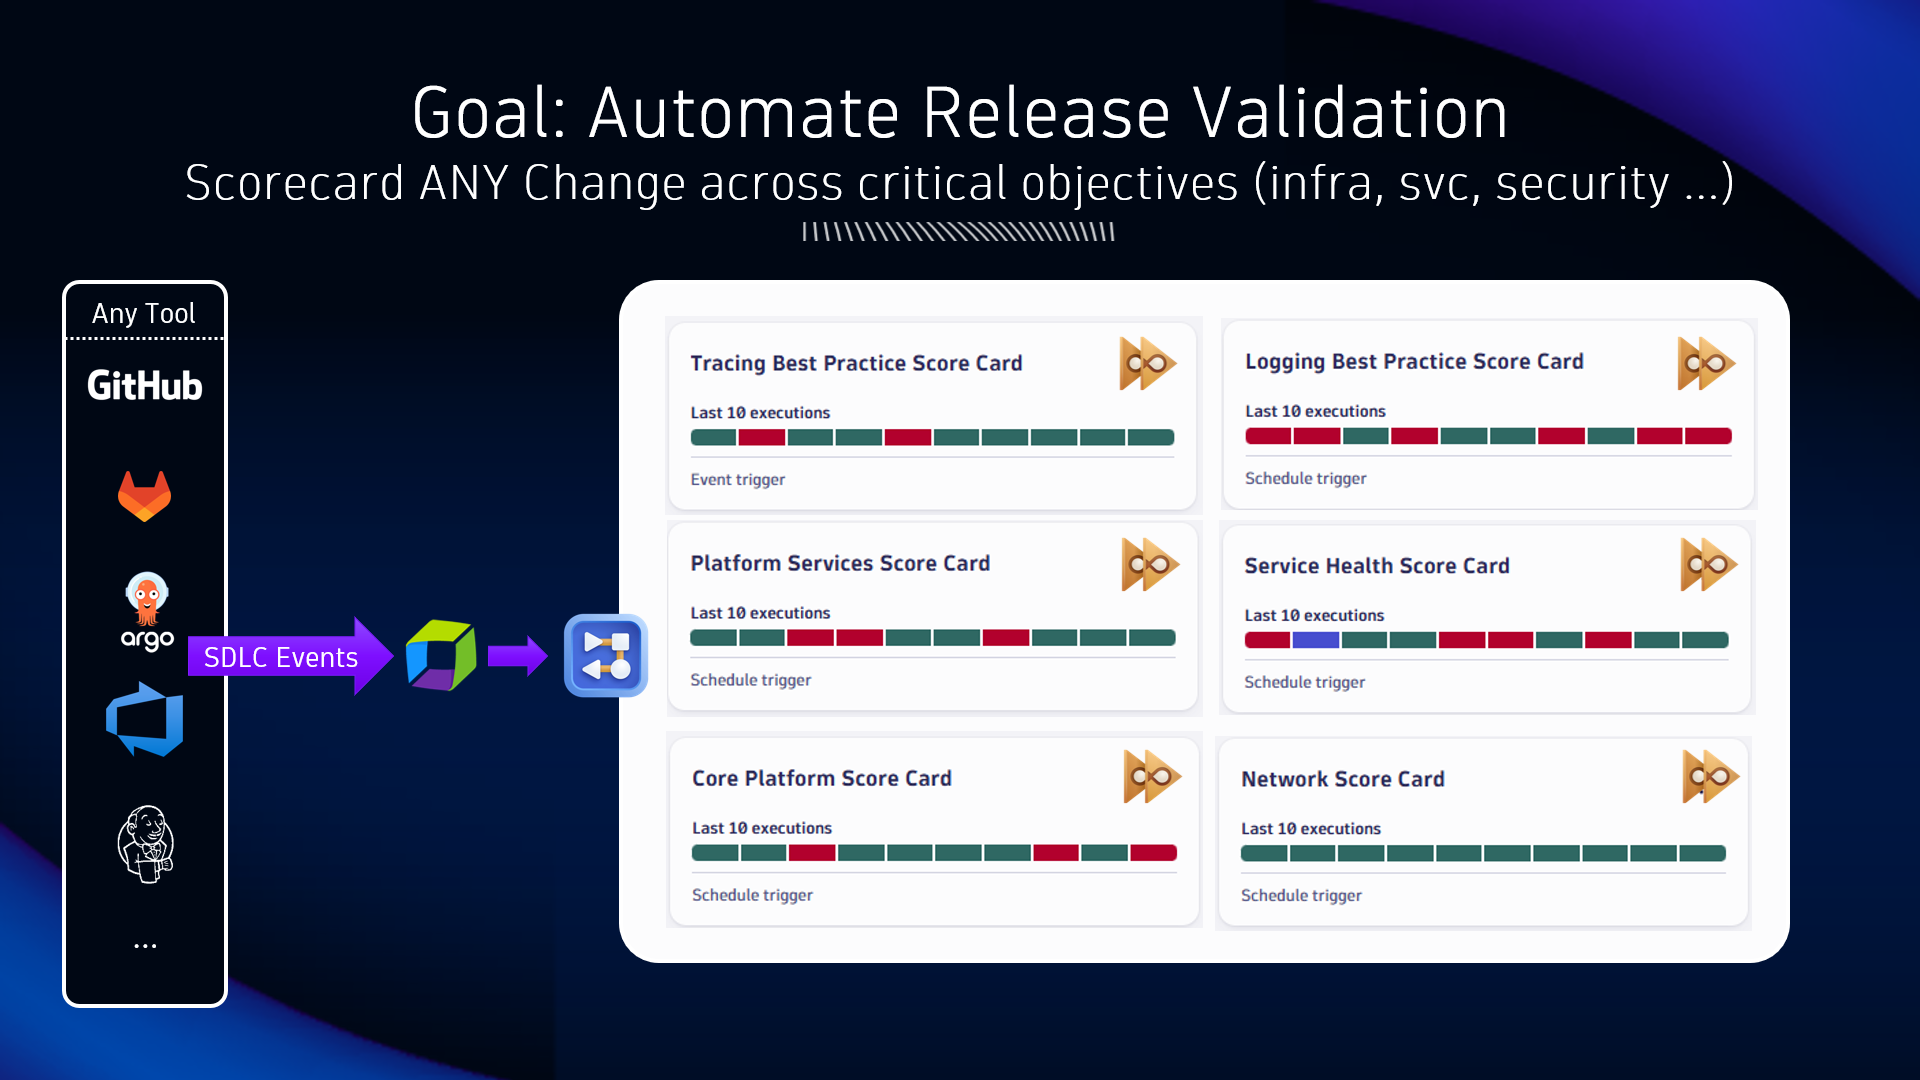 Goal: Automate Release Validation
Scorecard ANY Change across critical objectives (infra, svc, security ...)
Any Tool
GitHub
argo
...
SDLC Events
Tracing Best Practice Score Card
Last 10 executions
Event trigger
Logging Best Practice Score Card
Last 10 executions
Schedule trigger
Platform Services Score Card
Last 10 executions
Schedule trigger
Service Health Score Card
Last 10 executions
Schedule trigger
Core Platform Score Card
Last 10 executions
Schedule trigger
Network Score Card
Last 10 executions
Schedule trigger